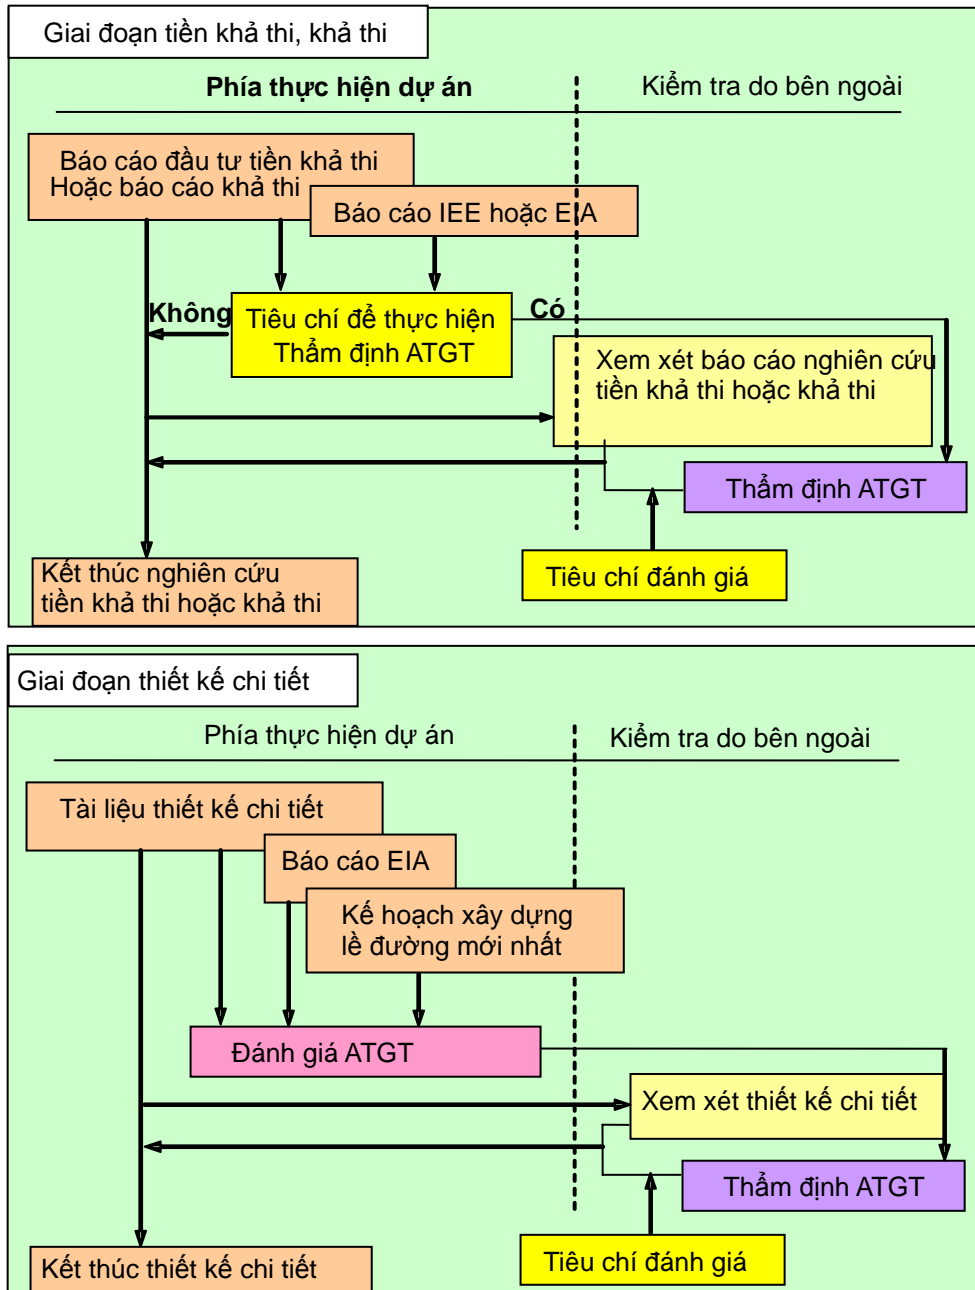 Giai đoạn tiền khả thi, khả thi
Phía thực hiện dự án
Kiểm tra do bên ngoài
Báo cáo đầu tư tiền khả thi
Hoặc báo cáo khả thi
Báo cáo IEE hoặc EIA
Không
Tiêu chí để thực hiện
Thẩm định ATGT
Có
Xem xét báo cáo nghiên cứu
tiền khả thi hoặc khả thi
Thẩm định ATGT
Kết thúc nghiên cứu
tiền khả thi hoặc khả thi
Tiêu chí đánh giá
Giai đoạn thiết kế chi tiết
Phía thực hiện dự án
Kiểm tra do bên ngoài
Tài liệu thiết kế chi tiết
Báo cáo EIA
Kế hoạch xây dựng
lề đường mới nhất
Đánh giá ATGT
Xem xét thiết kế chi tiết
Thẩm định ATGT
Kết thúc thiết kế chi tiết
Tiêu chí đánh giá